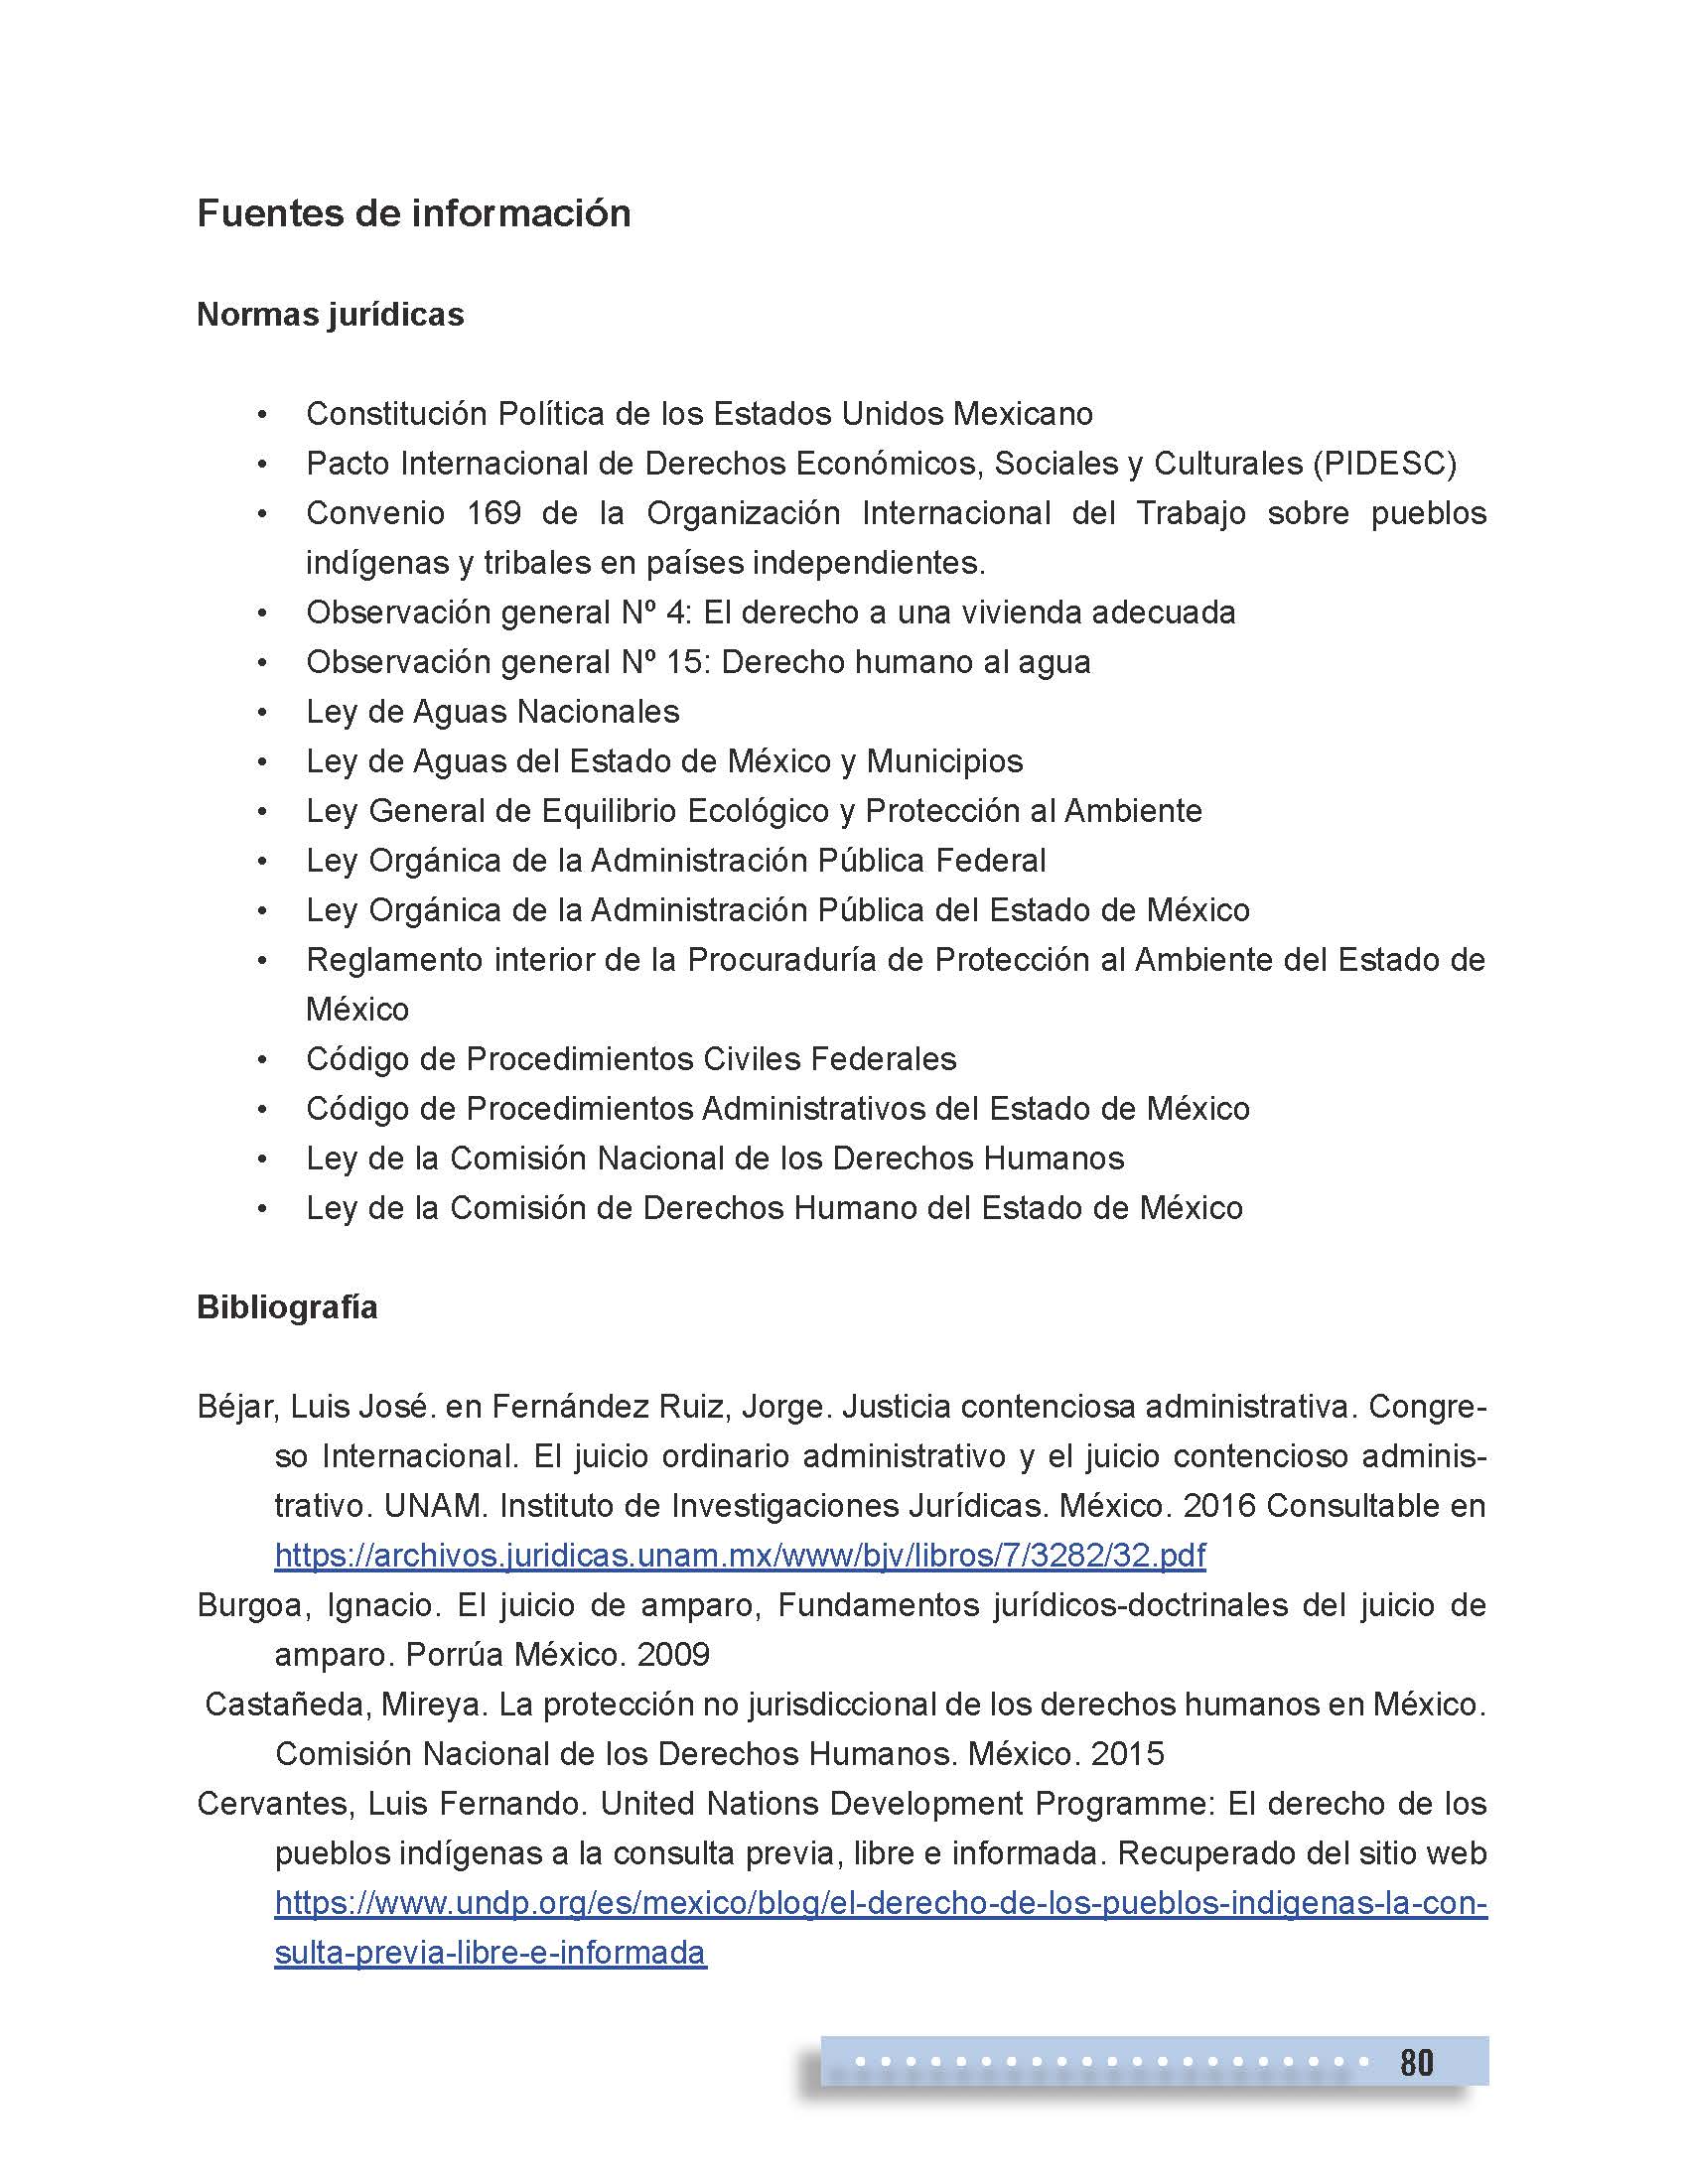 Fuentes de información
Normas jurídicas
• Constitución Política de los Estados Unidos Mexicano
• Pacto Internacional de Derechos Económicos, Sociales y Culturales (PIDESC)
• Convenio 169 de la Organización Internacional del Trabajo sobre pueblos
indígenas y tribales en países independientes.
• Observación general Nº 4: El derecho a una vivienda adecuada
• Observación general Nº 15: Derecho humano al agua
• Ley de Aguas Nacionales
• Ley de Aguas del Estado de México y Municipios
• Ley General de Equilibrio Ecológico y Protección al Ambiente
• Ley Orgánica de la Administración Pública Federal
• Ley Orgánica de la Administración Pública del Estado de México
• Reglamento interior de la Procuraduría de Protección al Ambiente del Estado de
México
• Código de Procedimientos Civiles Federales
• Código de Procedimientos Administrativos del Estado de México
• Ley de la Comisión Nacional de los Derechos Humanos
• Ley de la Comisión de Derechos Humano del Estado de México
Bibliografía
Béjar, Luis José. en Fernández Ruiz, Jorge. Justicia contenciosa administrativa. Congre-
so Internacional. El juicio ordinario administrativo y el juicio contencioso adminis-
trativo. UNAM. Instituto de Investigaciones Jurídicas. México. 2016 Consultable en
https://archivos.juridicas.unam.mx/www/bjv/libros/7/3282/32.pdf
Burgoa, Ignacio. El juicio de amparo, Fundamentos jurídicos-doctrinales del juicio de
amparo. Porrúa México. 2009
Castañeda, Mireya. La protección no jurisdiccional de los derechos humanos en México.
Comisión Nacional de los Derechos Humanos. México. 2015
Cervantes, Luis Fernando. United Nations Development Programme: El derecho de los
pueblos indígenas a la consulta previa, libre e informada. Recuperado del sitio web
https://www.undp.org/es/mexico/blog/el-derecho-de-los-pueblos-indigenas-la-con-
sulta-previa-libre-e-informada
80